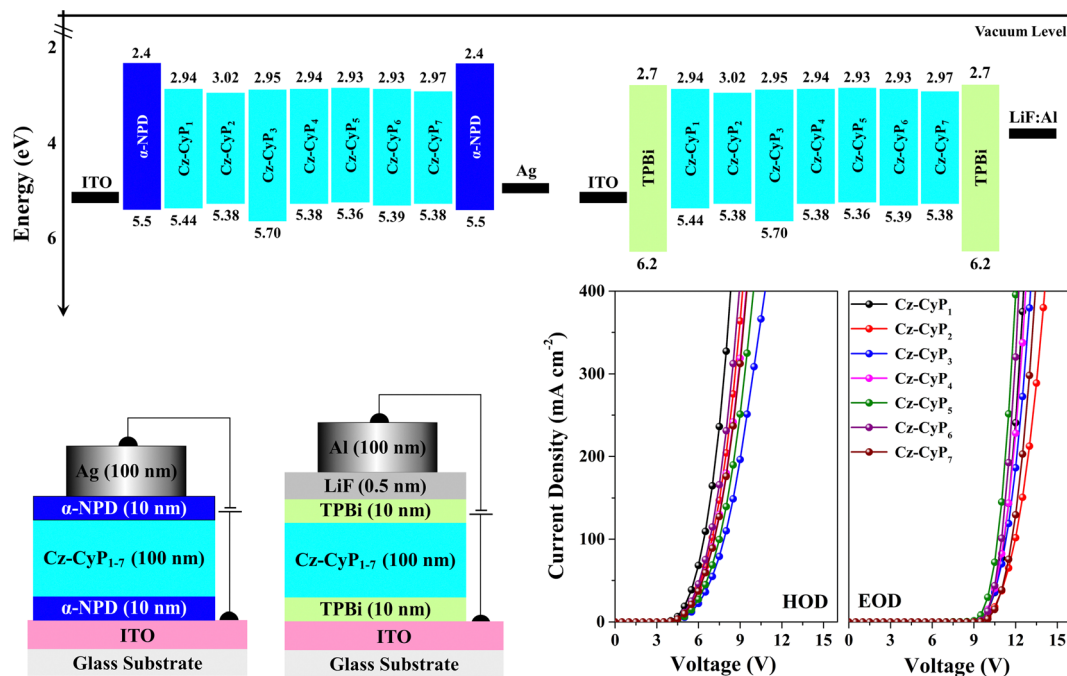 Vacuum Level
Energy (eV)
2
4
6
ITO
2.4
α-NPD
5.5
2.94
Cz-CyP₁
5.44
3.02
Cz-CyP₂
5.38
2.95
Cz-CyP₃
5.70
2.94
Cz-CyP₄
5.38
2.93
Cz-CyP₅
5.36
2.93
Cz-CyP₆
5.39
2.97
Cz-CyP₇
5.38
2.4
α-NPD
5.5
Ag
ITO
2.7
TPBi
6.2
2.94
Cz-CyP₁
5.44
3.02
Cz-CyP₂
5.38
2.95
Cz-CyP₃
5.70
2.94
Cz-CyP₄
5.38
2.93
Cz-CyP₅
5.36
2.93
Cz-CyP₆
5.39
2.97
Cz-CyP₇
5.38
2.7
TPBi
6.2
LiF:Al
Ag (100 nm)
α-NPD (10 nm)
Cz-CyP₁₋₇ (100 nm)
α-NPD (10 nm)
ITO
Glass Substrate
Al (100 nm)
LiF (0.5 nm)
TPBi (10 nm)
Cz-CyP₁₋₇ (100 nm)
TPBi (10 nm)
ITO
Glass Substrate
Current Density (mA cm⁻²)
400
300
200
100
0
HOD
0 3 6 9 12 15
Voltage (V)
Cz-CyP₁
Cz-CyP₂
Cz-CyP₃
Cz-CyP₄
Cz-CyP₅
Cz-CyP₆
Cz-CyP₇
EOD
0 3 6 9 12 15
Voltage (V)